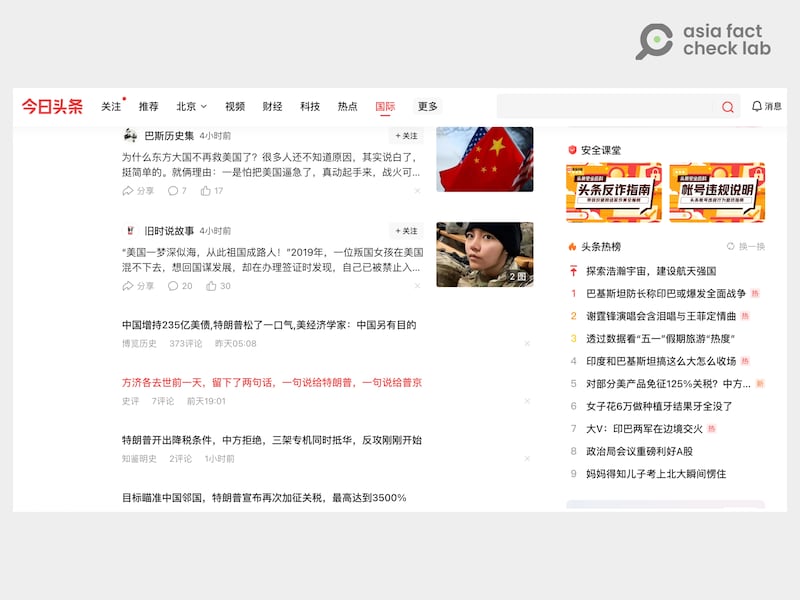 asia fact
check lab
今日头条 关注 推荐 北京 视频 财经 科技 热点 国际 更多 消息
巴斯历史集 4小时前 +关注
为什么东方大国不再救美国了？很多人还不知道原因，其实说白了，
挺简单的。就俩理由：一是怕把美国逼急了，真动起手来，战火可...
分享 7 17
旧时说故事 4小时前 +关注
“美国一梦深似海，从此祖国成路人！”2019年，一位叛国女孩在美国
混不下去，想回国谋发展，却在办理签证时发现，自己已被禁止入...
分享 20 30
2图
中国增持235亿美债,特朗普松了一口气,美经济学家：中国另有目的
博览历史 373评论 昨天05:08
方济各去世前一天，留下了两句话，一句说给特朗普，一句说给普京
史评 7评论 前天19:01
特朗普开出降税条件，中方拒绝，三架专机同时抵华，反攻刚刚开始
知鉴明史 2评论 1小时前
目标瞄准中国邻国，特朗普宣布再次加征关税，最高达到3500%
安全课堂
头条反诈指南
帐号违规说明
头条热榜 换一换
探索浩瀚宇宙，建设航天强国
1 巴基斯坦防长称印巴或爆发全面战争 热
2 谢霆锋演唱会含泪唱与王菲定情曲 热
3 透过数据看“五一”假期旅游“热度”
4 印度和巴基斯坦搞这么大怎么收场 热
5 对部分美产品免征125%关税？中方... 新
6 女子花6万做种植牙结果牙全没了
7 大V：印巴两军在边境交火 热
8 政治局会议重磅利好A股
9 妈妈得知儿子考上北大瞬间愣住